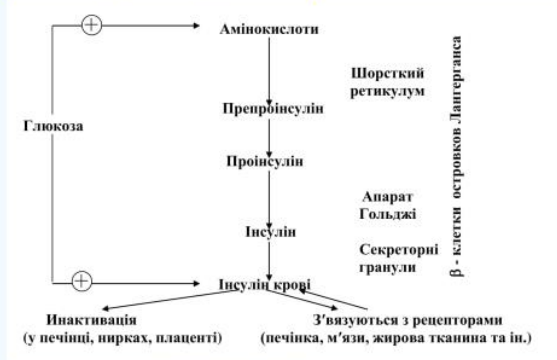 +
Амінокислоти
Шорсткий
ретикулум
Препроінсулін
Глюкоза
Проінсулін
Апарат
Гольджі
Інсулін
Секреторні
гранули
β - клетки островков Лангерганса
+
Інсулін крові
Инактивація
(у печінці, нирках, плаценті)
З′вязуються з рецепторами
(печінка, м′язи, жирова тканина та ін.)